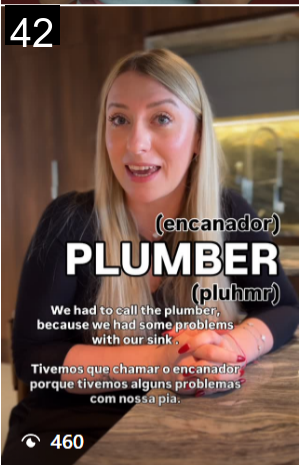 42
(encanador)
PLUMBER
(pluhmr)
We had to call the plumber,
because we had some problems
with our sink .
Tivemos que chamar o encanador
porque tivemos alguns problemas
com nossa pia.
460